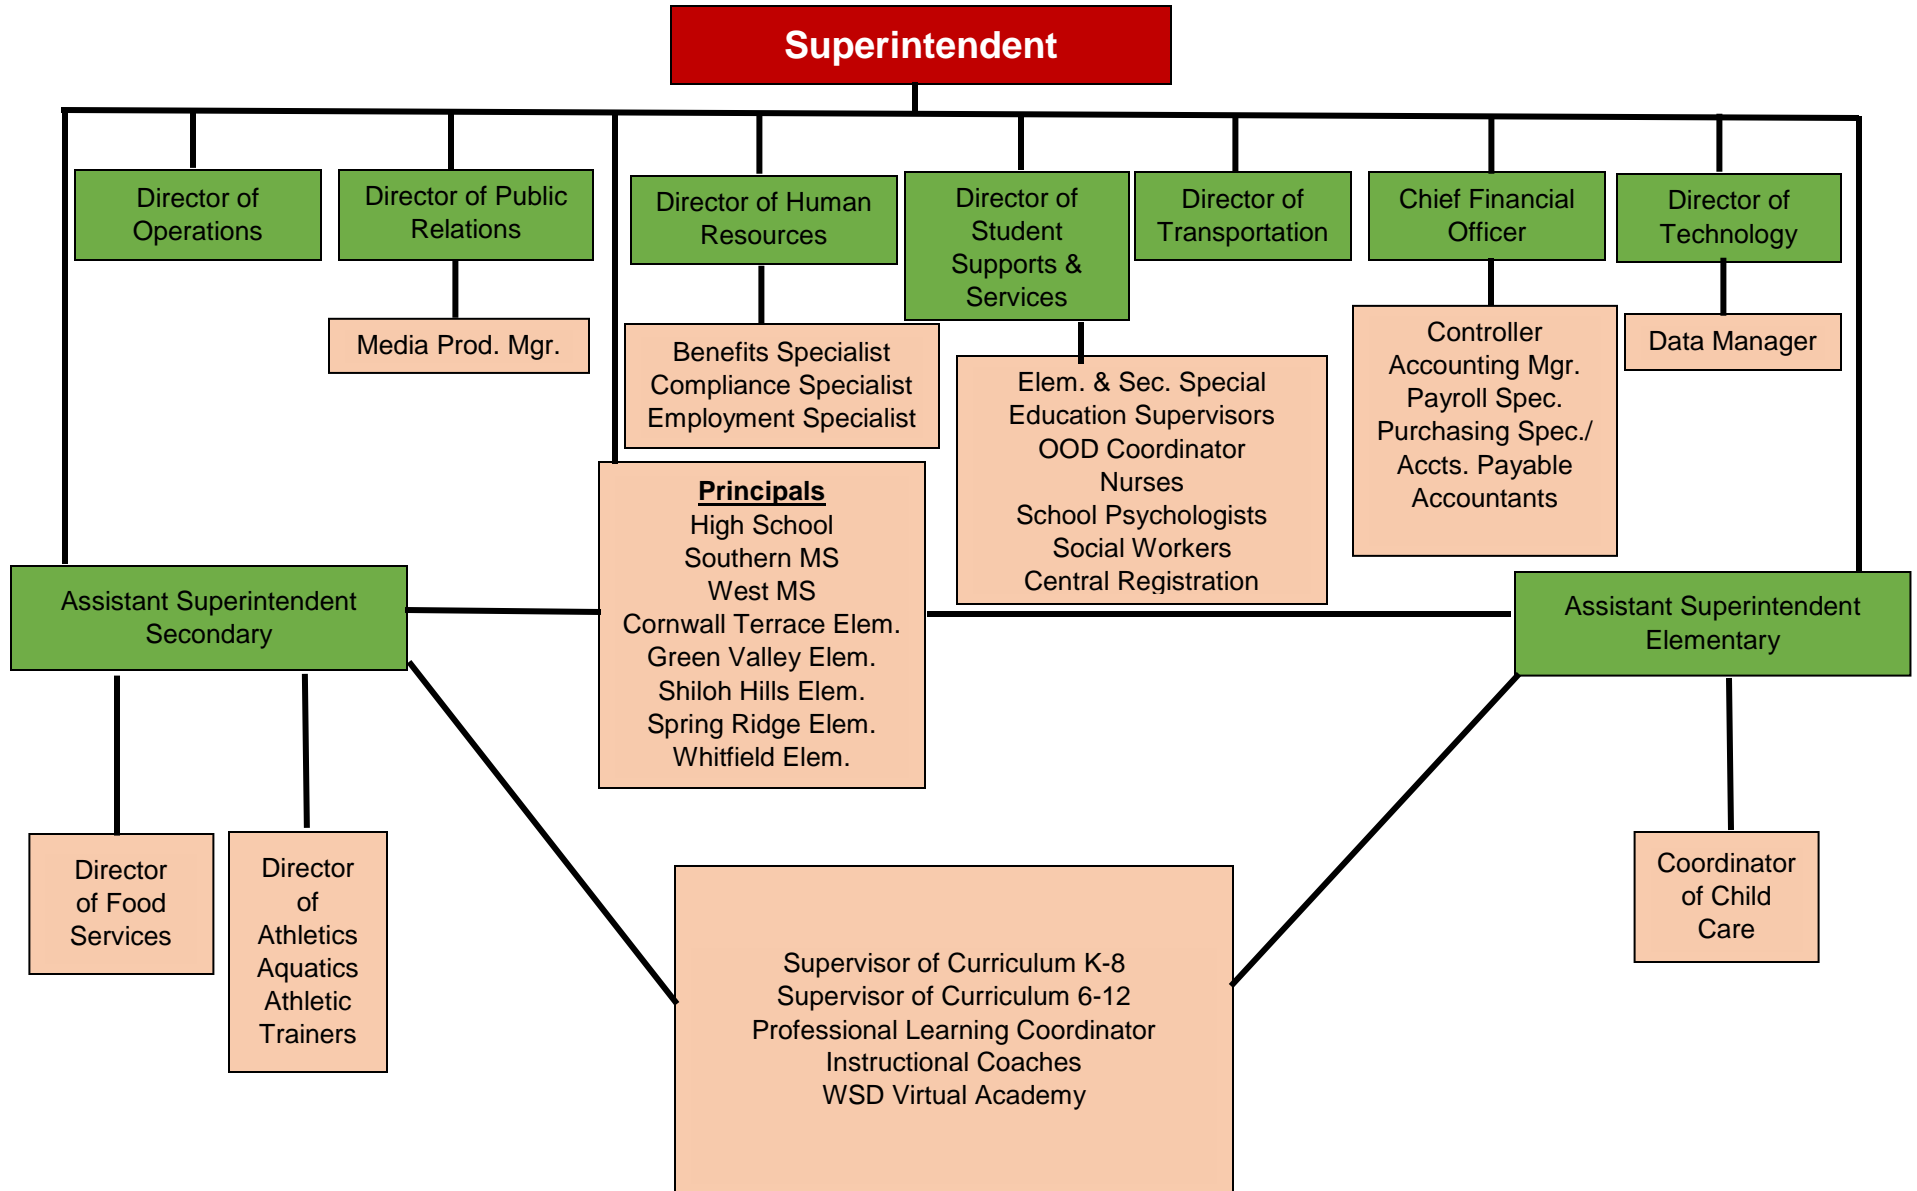 Superintendent
Director of
Operations
Director of Public
Relations
Director of Human
Resources
Director of
Student
Supports &
Services
Director of
Transportation
Chief Financial
Officer
Director of
Technology
Media Prod. Mgr.
Benefits Specialist
Compliance Specialist
Employment Specialist
Elem. & Sec. Special
Education Supervisors
OOD Coordinator
Nurses
School Psychologists
Social Workers
Central Registration
Controller
Accounting Mgr.
Payroll Spec.
Purchasing Spec./
Accts. Payable
Accountants
Data Manager
Principals
High School
Southern MS
West MS
Cornwall Terrace Elem.
Green Valley Elem.
Shiloh Hills Elem.
Spring Ridge Elem.
Whitfield Elem.
Assistant Superintendent
Secondary
Assistant Superintendent
Elementary
Director
of Food
Services
Director
of
Athletics
Aquatics
Athletic
Trainers
Supervisor of Curriculum K-8
Supervisor of Curriculum 6-12
Professional Learning Coordinator
Instructional Coaches
WSD Virtual Academy
Coordinator
of Child
Care